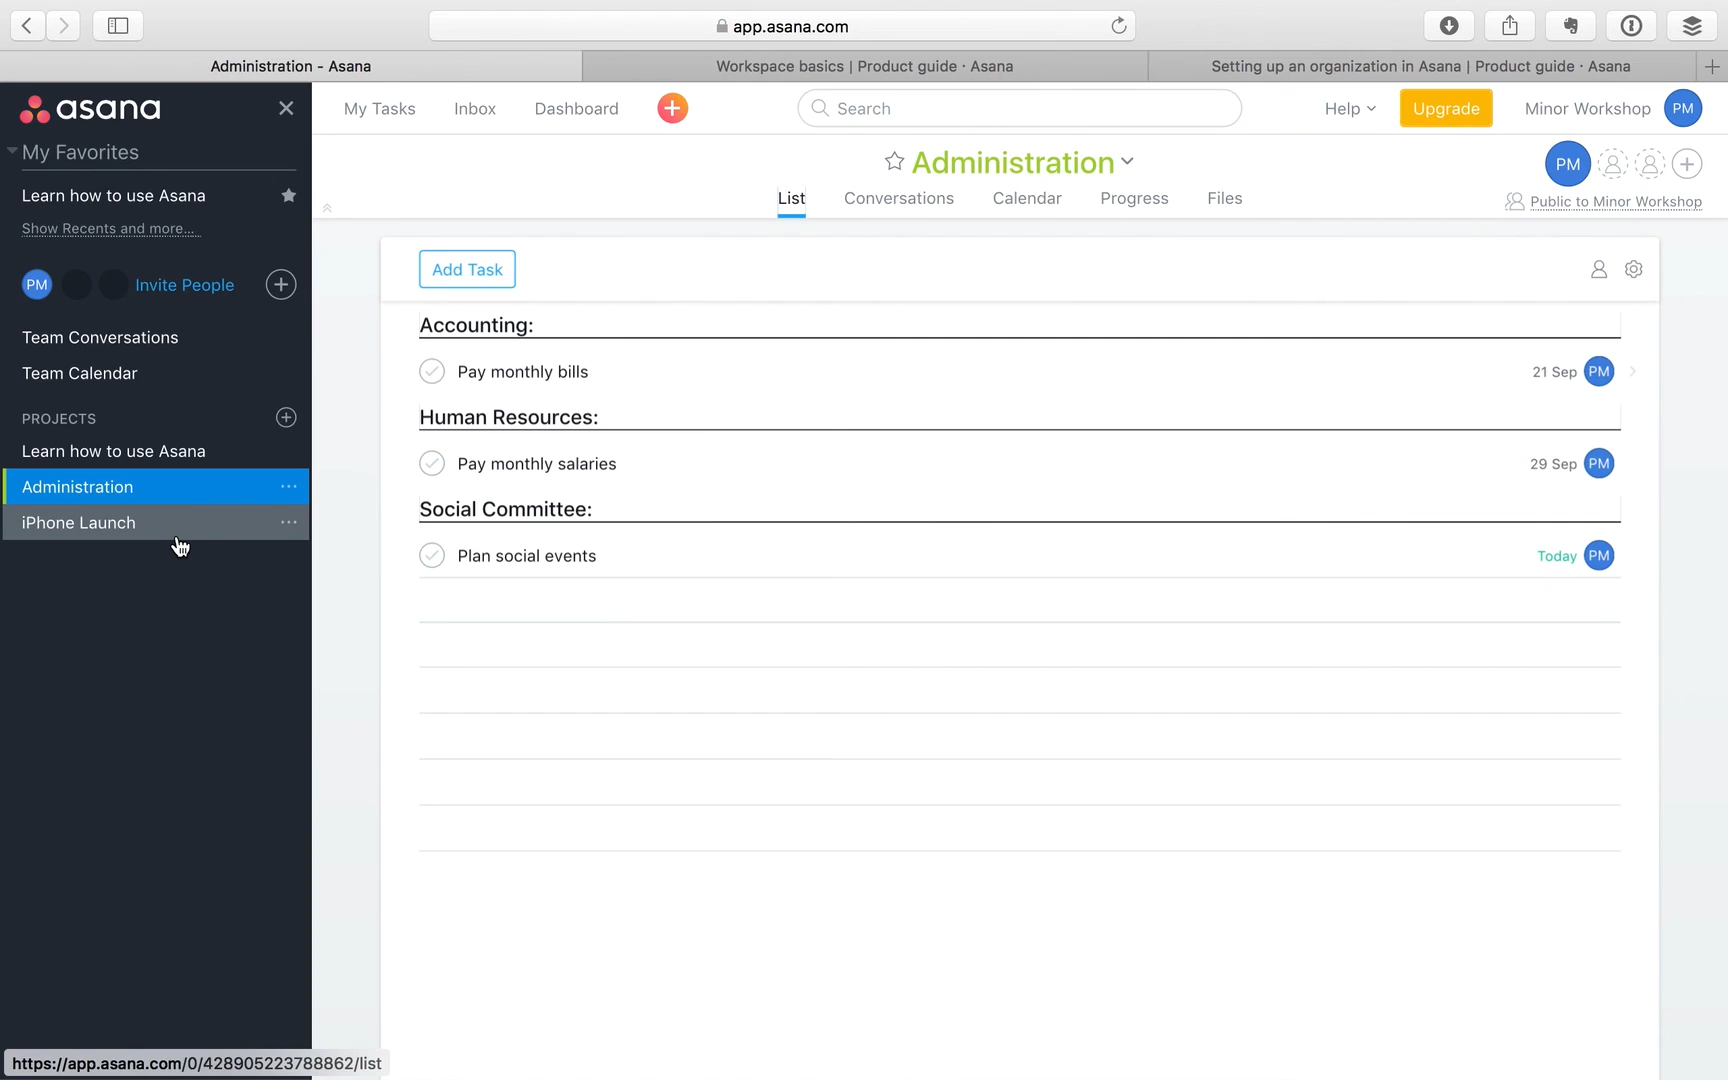 app.asana.com
Administration - Asana
Workspace basics | Product guide · Asana
Setting up an organization in Asana | Product guide · Asana
asana
My Tasks
Inbox
Dashboard
Search
Help
Upgrade
Minor Workshop
PM
My Favorites
Administration
PM
Learn how to use Asana
List
Conversations
Calendar
Progress
Files
Public to Minor Workshop
Show Recents and more...
PM
Invite People
Add Task
Team Conversations
Accounting:
Team Calendar
Pay monthly bills
21 Sep
PM
PROJECTS
Human Resources:
Learn how to use Asana
Pay monthly salaries
29 Sep
PM
Administration
iPhone Launch
Social Committee:
Plan social events
Today
PM
https://app.asana.com/0/428905223788862/list